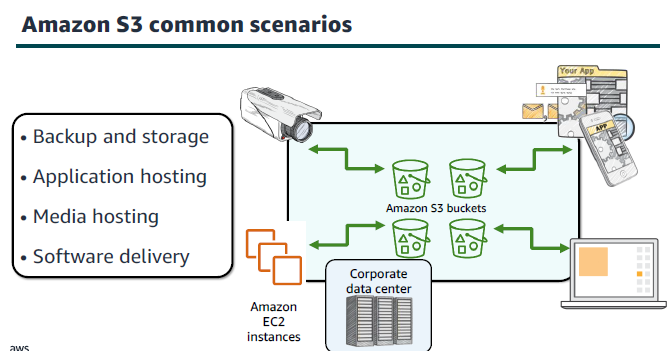 Amazon S3 common scenarios
• Backup and storage
• Application hosting
• Media hosting
• Software delivery
Your App
APP
Amazon S3 buckets
Amazon
EC2
instances
Corporate
data center
aws